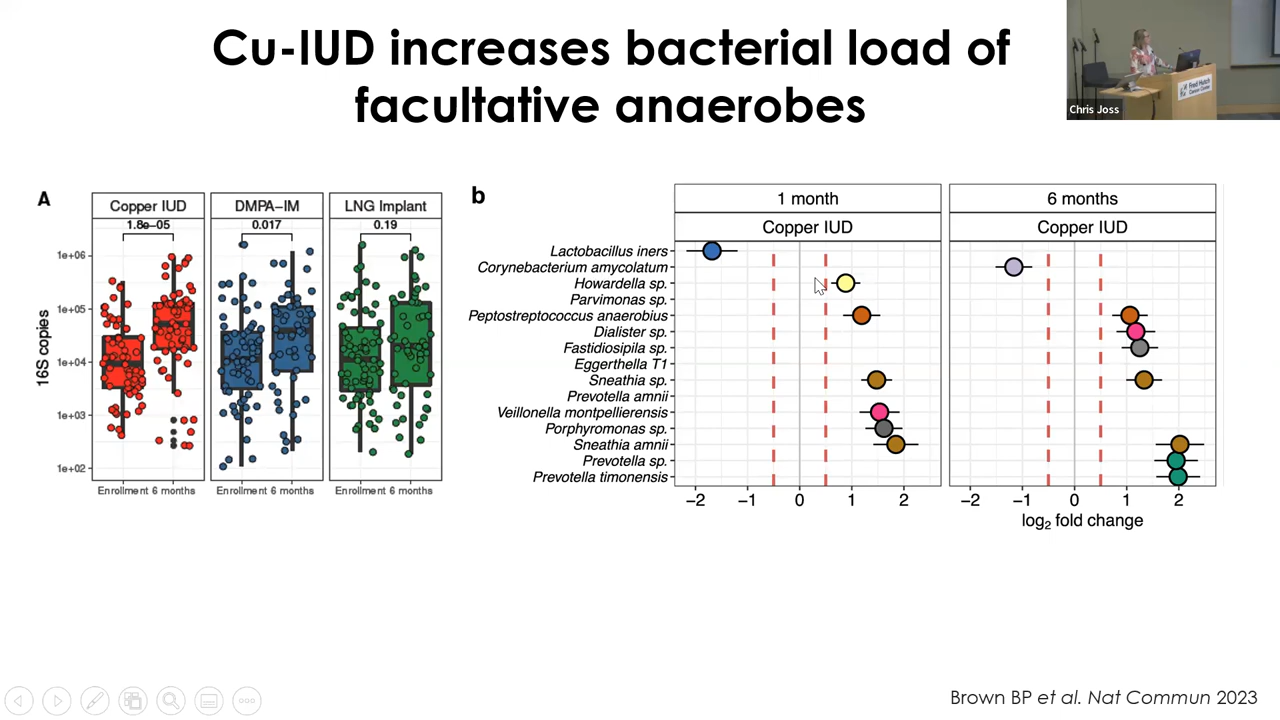 Cu-IUD increases bacterial load of
facultative anaerobes
Fred Hutch
Cancer Center
Chris Joss
A
Copper IUD
DMPA-IM
LNG Implant
1.8e-05
0.017
0.19
16S copies
1e+06
1e+05
1e+04
1e+03
1e+02
Enrollment 6 months
Enrollment 6 months
Enrollment 6 months
b
1 month
6 months
Copper IUD
Copper IUD
Lactobacillus iners
Corynebacterium amycolatum
Howardella sp.
Parvimonas sp.
Peptostreptococcus anaerobius
Dialister sp.
Fastidiosipila sp.
Eggerthella T1
Sneathia sp.
Prevotella amnii
Veillonella montpellierensis
Porphyromonas sp.
Sneathia amnii
Prevotella sp.
Prevotella timonensis
−2 −1 0 1 2
−2 −1 0 1 2
log2 fold change
Brown BP et al. Nat Commun 2023